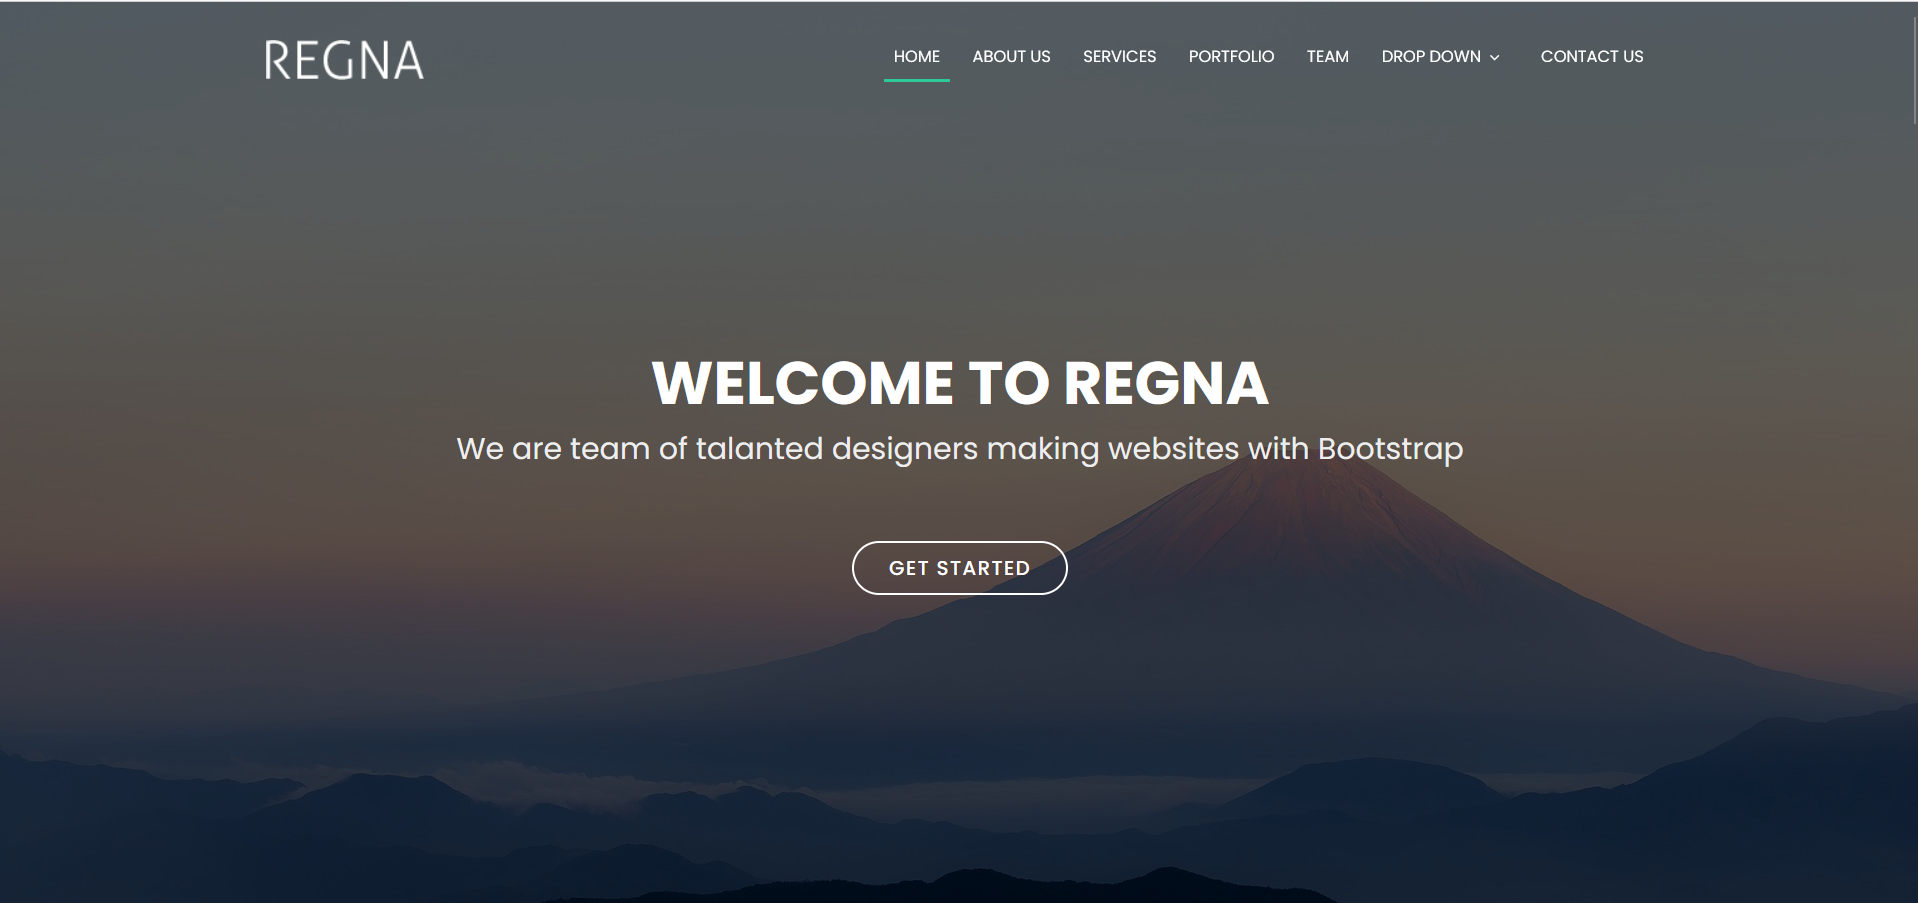 REGNA
HOME ABOUT US SERVICES PORTFOLIO TEAM DROP DOWN CONTACT US
WELCOME TO REGNA
We are team of talanted designers making websites with Bootstrap
GET STARTED